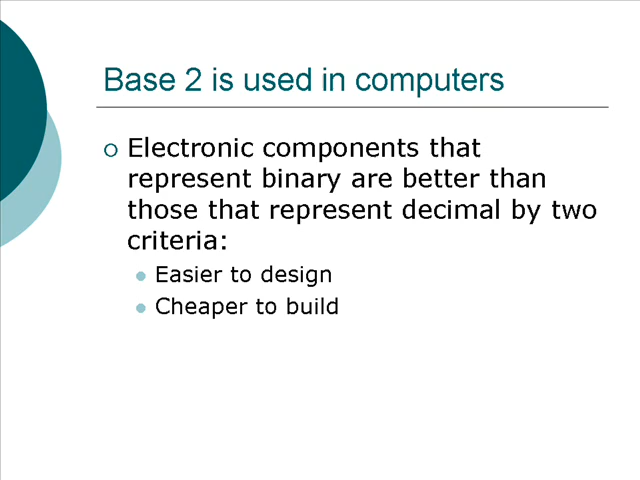 Base 2 is used in computers
Electronic components that
represent binary are better than
those that represent decimal by two
criteria:
Easier to design
Cheaper to build